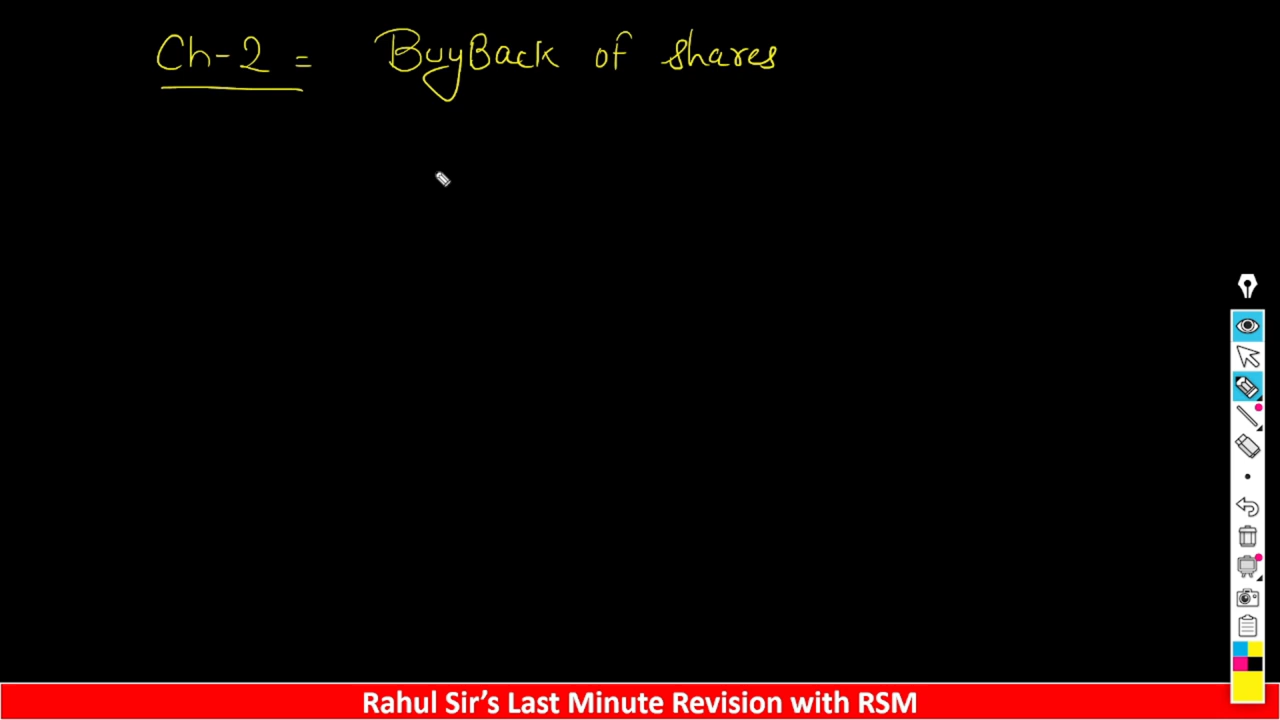 Ch-2 = BuyBack of shares
Rahul Sir's Last Minute Revision with RSM